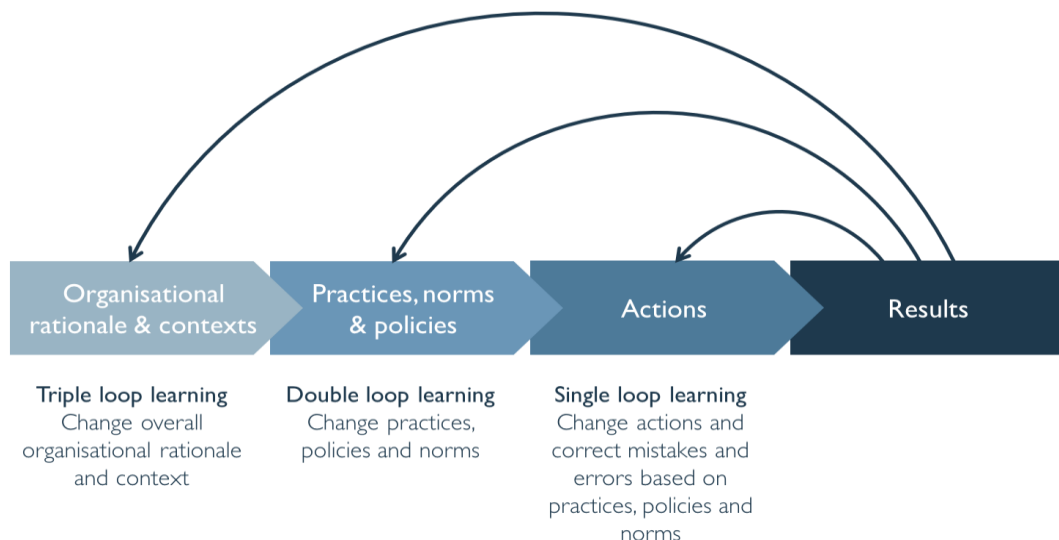 Organisational
rationale & contexts
Practices, norms
& policies
Actions
Results
Triple loop learning
Change overall
organisational rationale
and context
Double loop learning
Change practices,
policies and norms
Single loop learning
Change actions and
correct mistakes and
errors based on
practices, policies and
norms